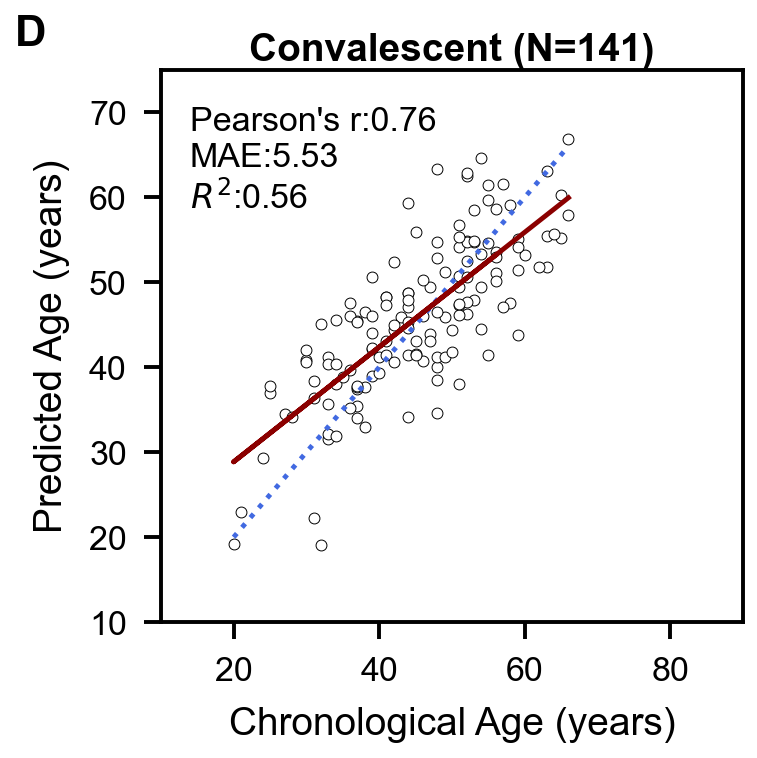 D
Convalescent (N=141)
Pearson's r:0.76
MAE:5.53
R²:0.56
Predicted Age (years)
70
60
50
40
30
20
10
20 40 60 80
Chronological Age (years)